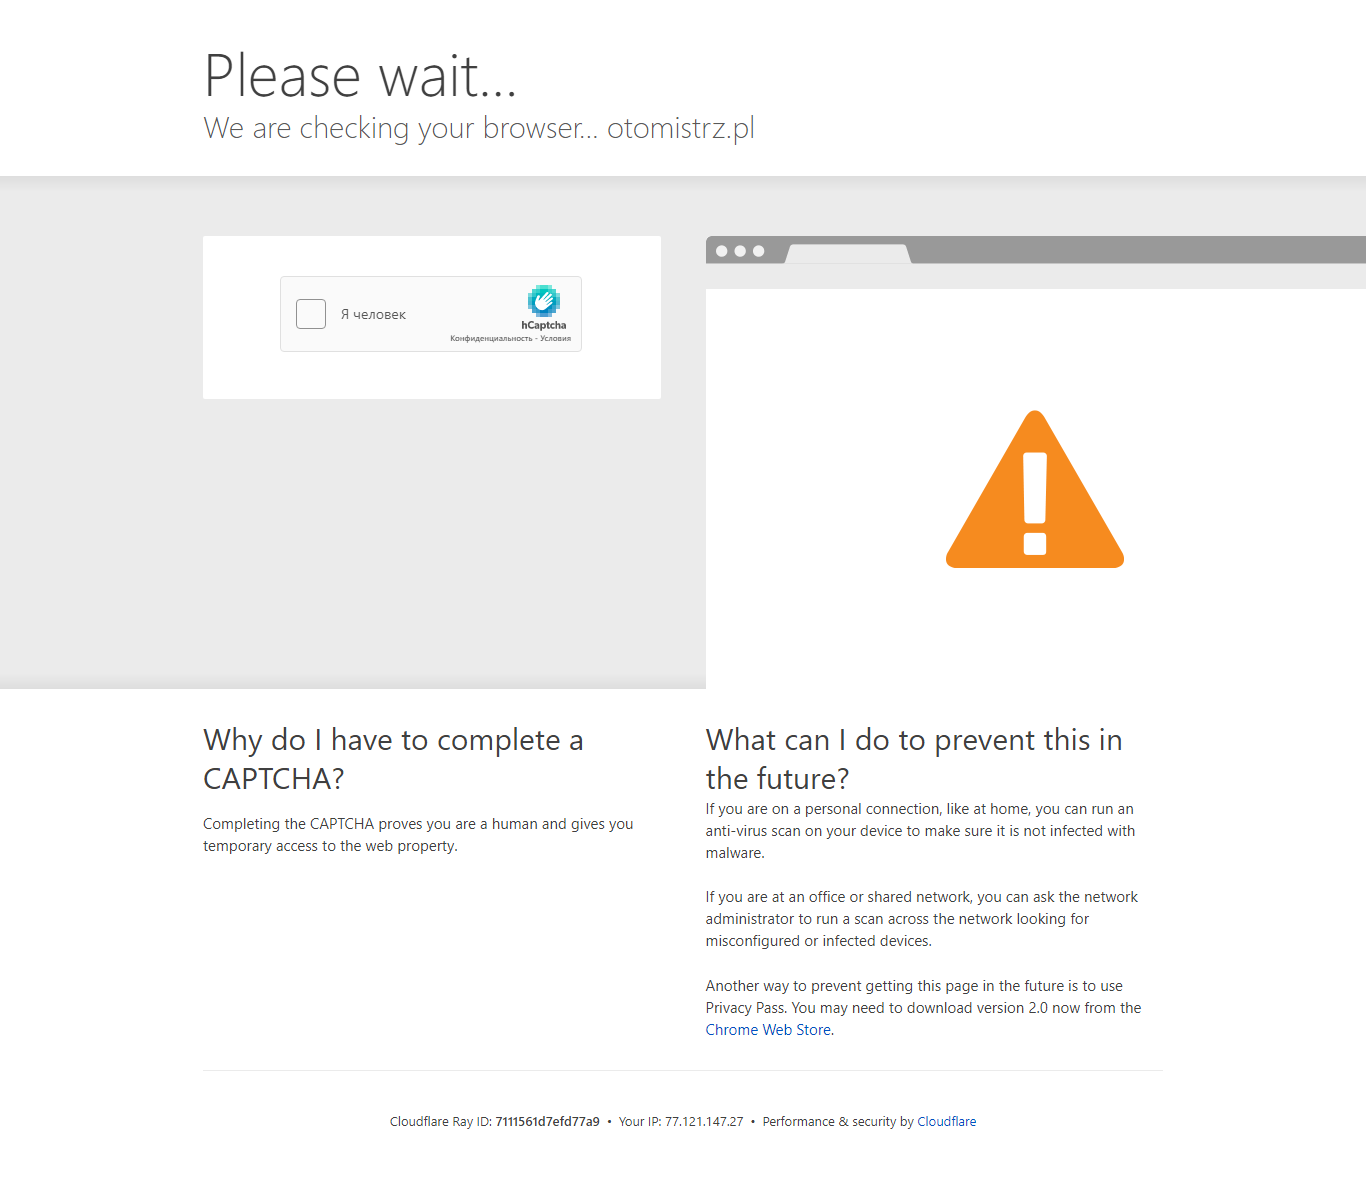 Please wait...
We are checking your browser... otomistrz.pl
Я человек
hCaptcha
Конфиденциальность - Условия
Why do I have to complete a
CAPTCHA?
Completing the CAPTCHA proves you are a human and gives you
temporary access to the web property.
What can I do to prevent this in
the future?
If you are on a personal connection, like at home, you can run an
anti-virus scan on your device to make sure it is not infected with
malware.
If you are at an office or shared network, you can ask the network
administrator to run a scan across the network looking for
misconfigured or infected devices.
Another way to prevent getting this page in the future is to use
Privacy Pass. You may need to download version 2.0 now from the
Chrome Web Store.
Cloudflare Ray ID: 7111561d7efd77a9 • Your IP: 77.121.147.27 • Performance & security by Cloudflare